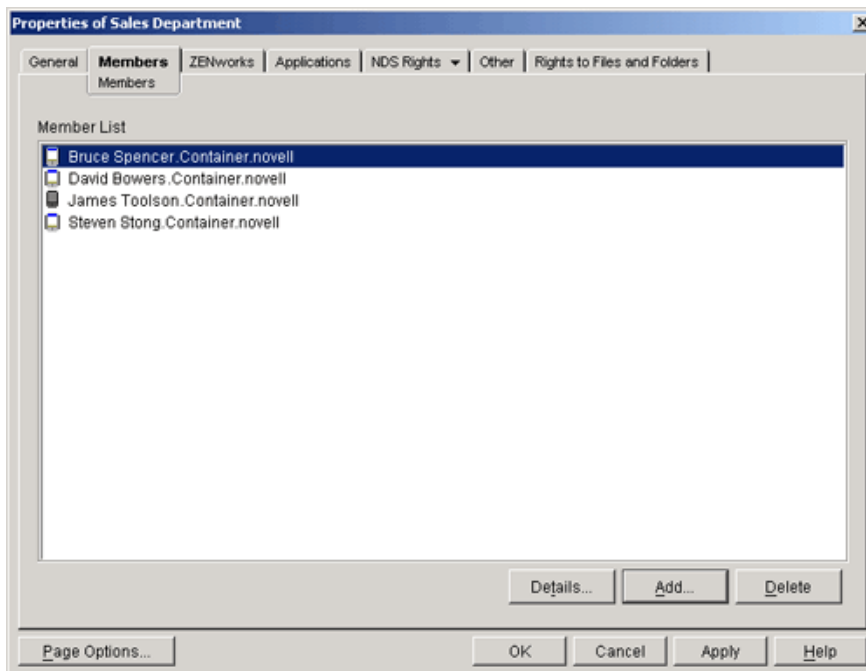 Properties of Sales Department
General Members ZENworks Applications NDS Rights Other Rights to Files and Folders
Members
Member List
Bruce Spencer.Container.novell
David Bowers.Container.novell
James Toolson.Container.novell
Steven Stong.Container.novell
Details... Add... Delete
Page Options... OK Cancel Apply Help